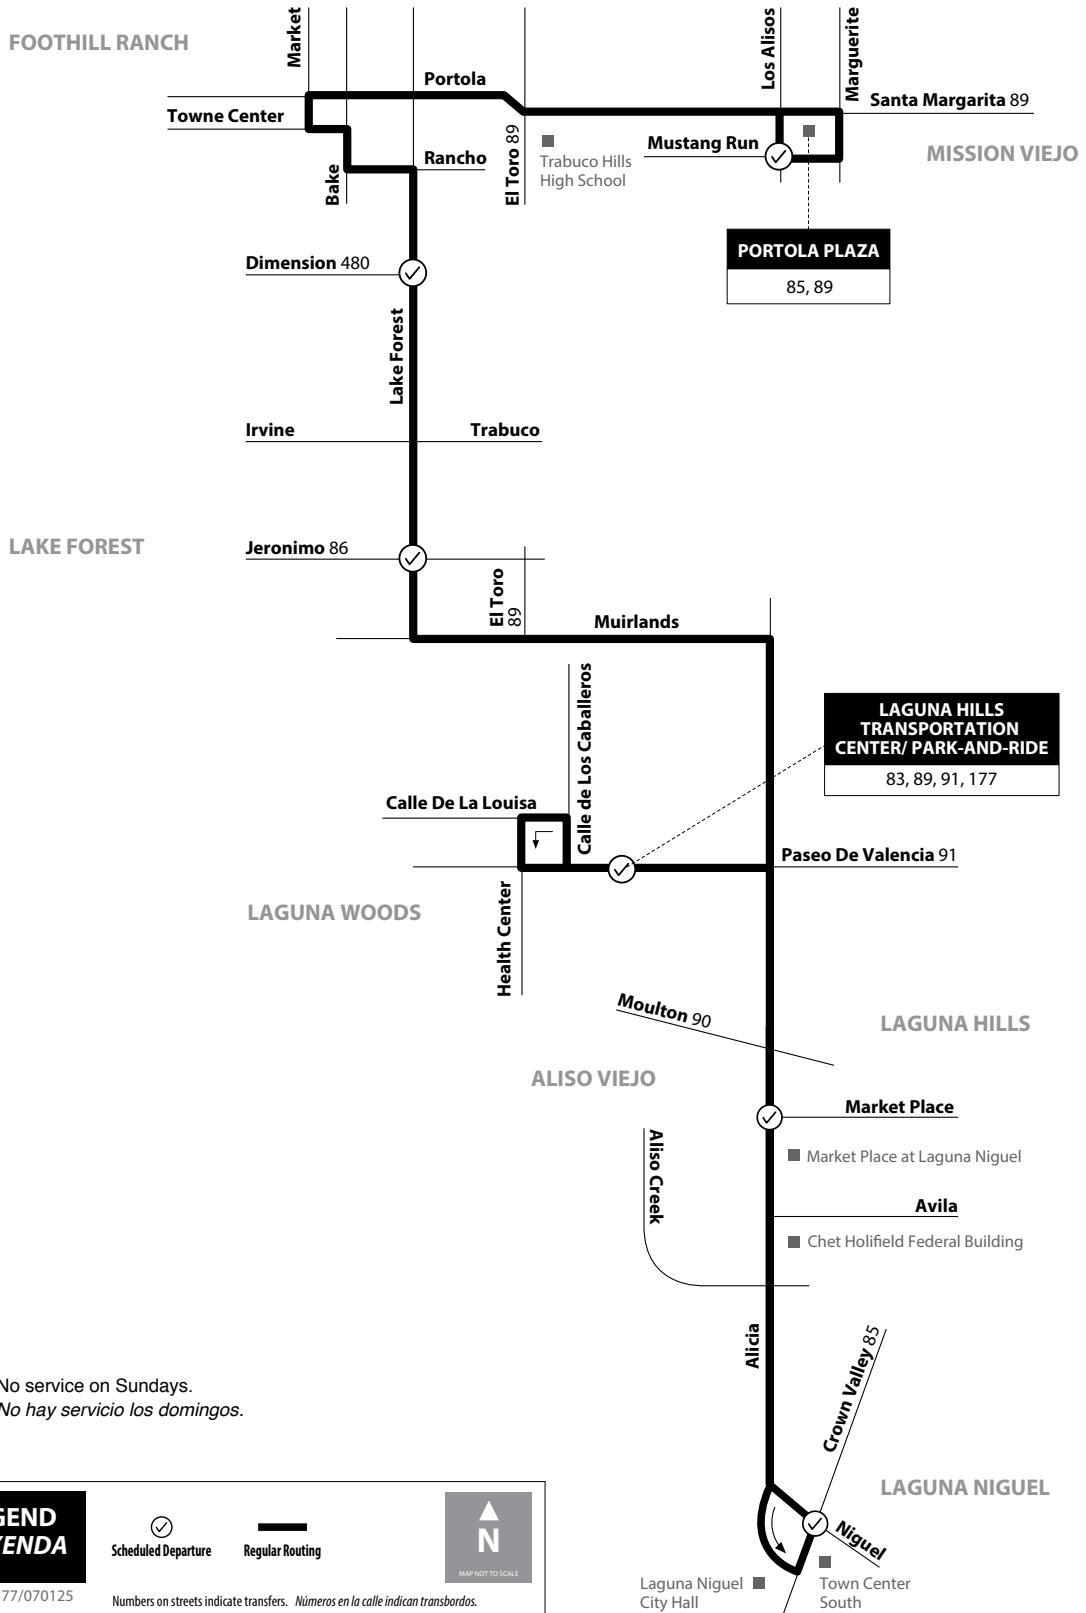 FOOTHILL RANCH
Market
Los Alisos
Marguerite
Portola
Santa Margarita 89
Towne Center
El Toro 89
Mustang Run
MISSION VIEJO
Trabuco Hills
High School
Rancho
Bake
PORTOLA PLAZA
85, 89
Dimension 480
Lake Forest
Irvine
Trabuco
LAKE FOREST
Jeronimo 86
El Toro
89
Muirlands
Calle de Los Caballeros
LAGUNA HILLS
TRANSPORTATION
CENTER/ PARK-AND-RIDE
83, 89, 91, 177
Calle De La Louisa
Paseo De Valencia 91
LAGUNA WOODS
Health Center
Moulton 90
LAGUNA HILLS
ALISO VIEJO
Market Place
Aliso Creek
Market Place at Laguna Niguel
Avila
Chet Holifield Federal Building
Alicia
Crown Valley 85
No service on Sundays.
No hay servicio los domingos.
LAGUNA NIGUEL
Niguel
Laguna Niguel
City Hall
Town Center
South
GEND
ENDA
Scheduled Departure
Regular Routing
N
MAP NOT TO SCALE
77/070125
Numbers on streets indicate transfers. Números en la calle indican transbordos.